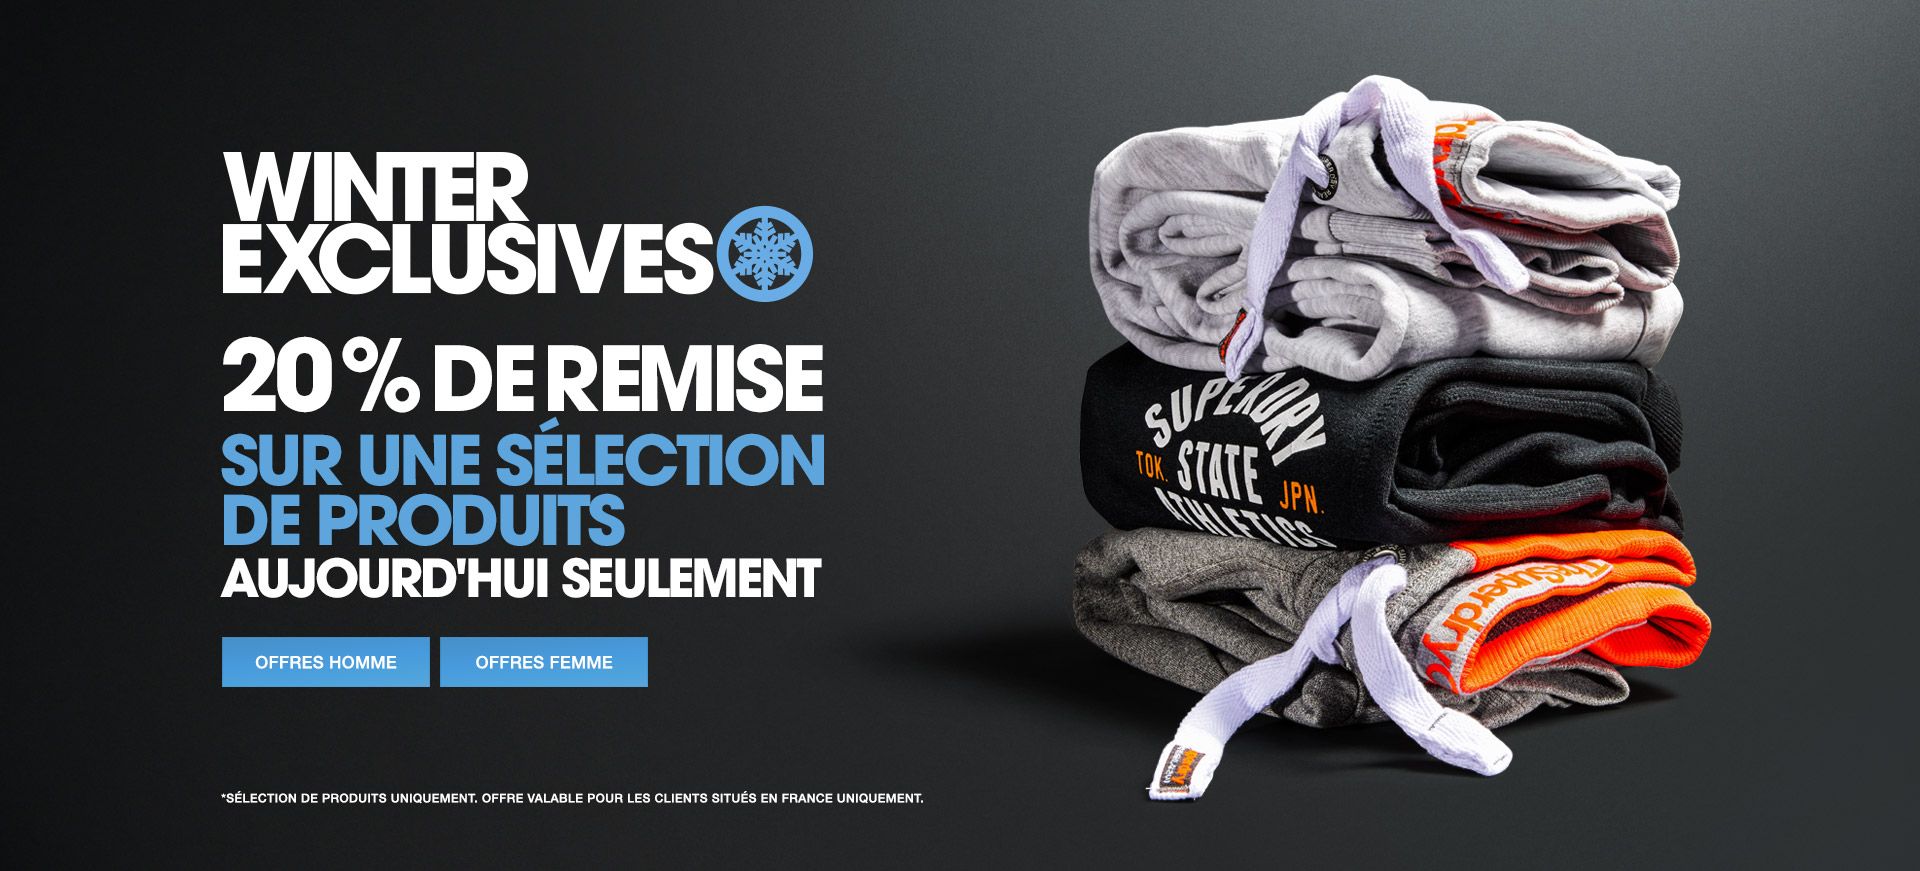 WINTER
EXCLUSIVES
20 % DE REMISE
SUR UNE SÉLECTION
DE PRODUITS
AUJOURD'HUI SEULEMENT
OFFRES HOMME
OFFRES FEMME
*SÉLECTION DE PRODUITS UNIQUEMENT. OFFRE VALABLE POUR LES CLIENTS SITUÉS EN FRANCE UNIQUEMENT.
SUPERDRY
TOK. STATE JPN.
ATHLETICS
TheSuperdry